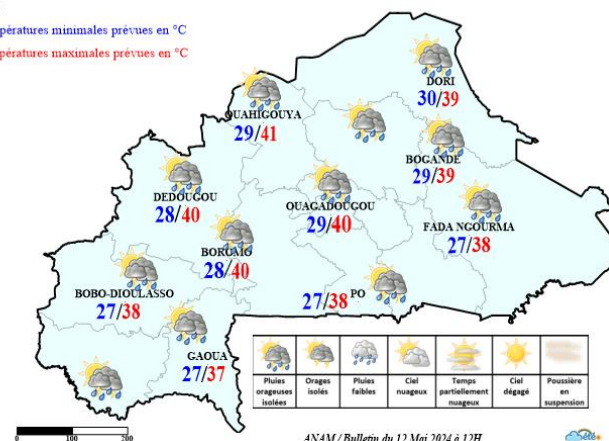 pératures minimales prévues en °C
pératures maximales prévues en °C
DORI
30/39
OUAHIGOUYA
29/41
BOGANDE
29/39
DEDOUGOU
28/40
OUAGADOUGOU
29/40
FADA NGOURMA
27/38
BOROMO
28/40
BOBO-DIOULASSO
27/38
27/38 PO
GAOUA
27/37
Pluies orageuses isolées
Orages isolés
Pluies faibles
Ciel nuageux
Temps partiellement nuageux
Ciel dégagé
Poussière en suspension
0 100 200
ANAM / Bulletin du 12 Mai 2024 à 12H